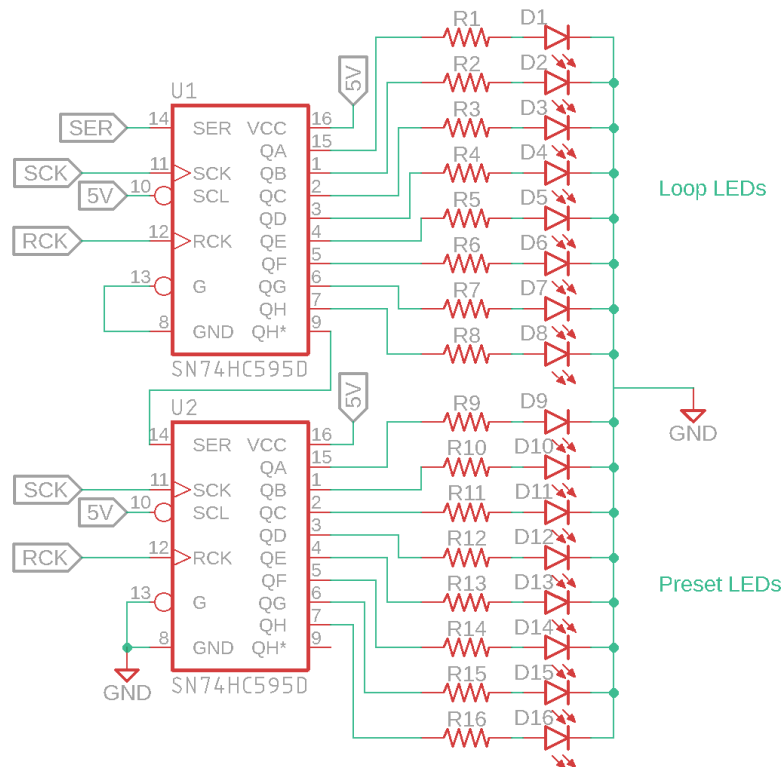 R1 D1
R2 D2
R3 D3
R4 D4
R5 D5
R6 D6
R7 D7
R8 D8
U1
5V
SER 14 SER VCC 16
15
QA
SCK 11 SCK QB 1
5V 10 SCL QC 2
QD 3
RCK 12 RCK QE 4
QF 5
13 G QG 6
QH 7
8 GND QH* 9
SN74HC595D
Loop LEDs
GND
R9 D9
R10 D10
R11 D11
R12 D12
R13 D13
R14 D14
R15 D15
R16 D16
U2
5V
14 SER VCC 16
15
QA
SCK 11 SCK QB 1
5V 10 SCL QC 2
QD 3
RCK 12 RCK QE 4
QF 5
13 G QG 6
QH 7
8 GND QH* 9
GND
SN74HC595D
Preset LEDs